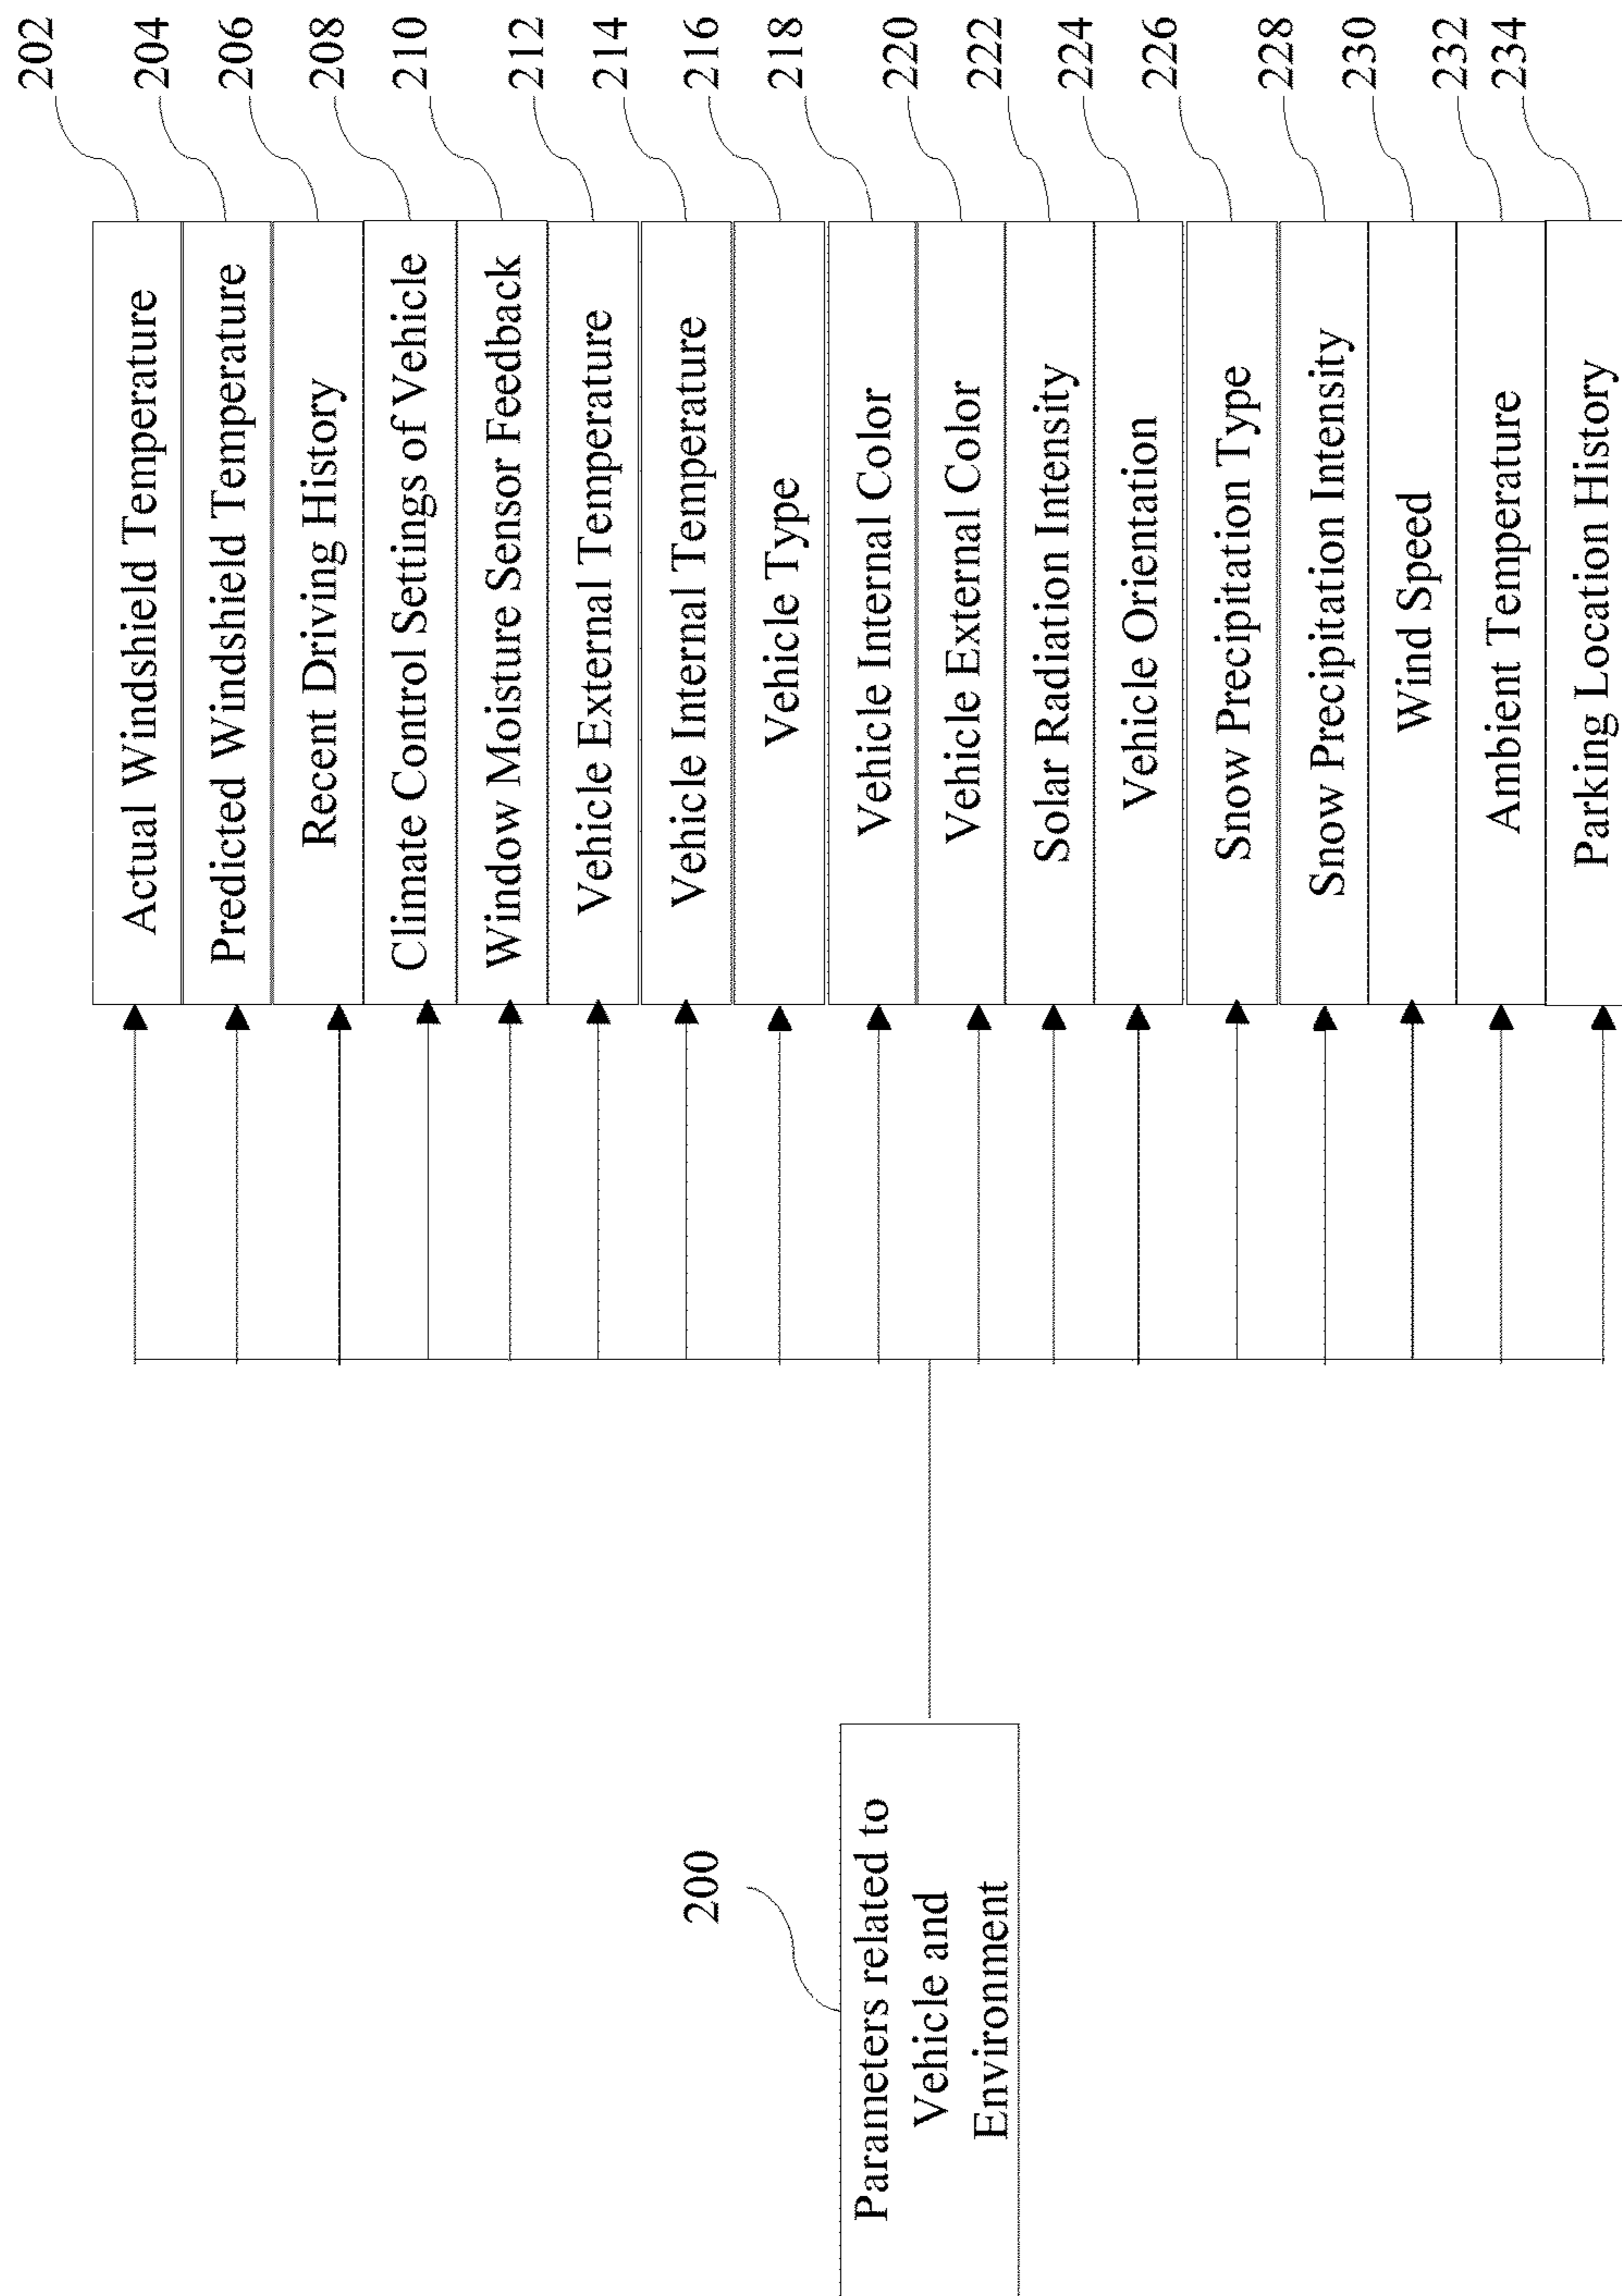 200
Parameters related to
Vehicle and
Environment
Actual Windshield Temperature 202
Predicted Windshield Temperature 204
Recent Driving History 206
Climate Control Settings of Vehicle 208
Window Moisture Sensor Feedback 210
Vehicle External Temperature 212
Vehicle Internal Temperature 214
Vehicle Type 216
Vehicle Internal Color 218
Vehicle External Color 220
Solar Radiation Intensity 222
Vehicle Orientation 224
Snow Precipitation Type 226
Snow Precipitation Intensity 228
Wind Speed 230
Ambient Temperature 232
Parking Location History 234